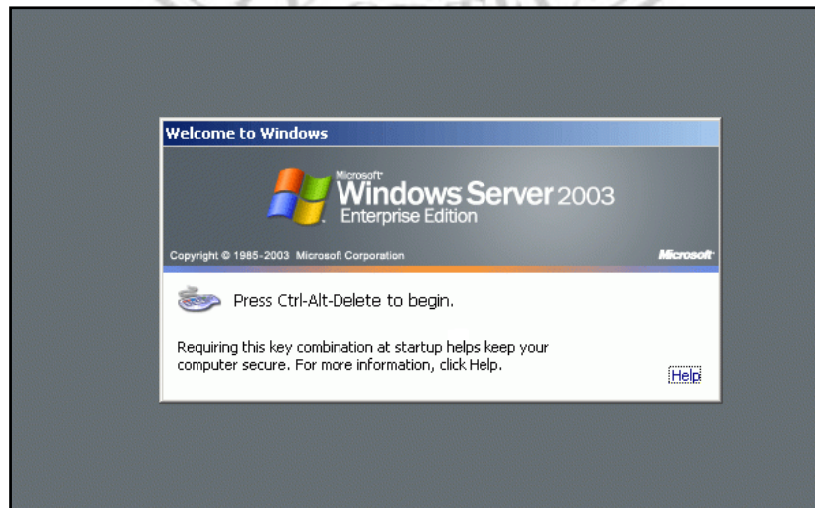 Welcome to Windows
Microsoft
Windows Server 2003
Enterprise Edition
Copyright © 1985-2003 Microsoft Corporation
Microsoft
Press Ctrl-Alt-Delete to begin.
Requiring this key combination at startup helps keep your
computer secure. For more information, click Help.
Help